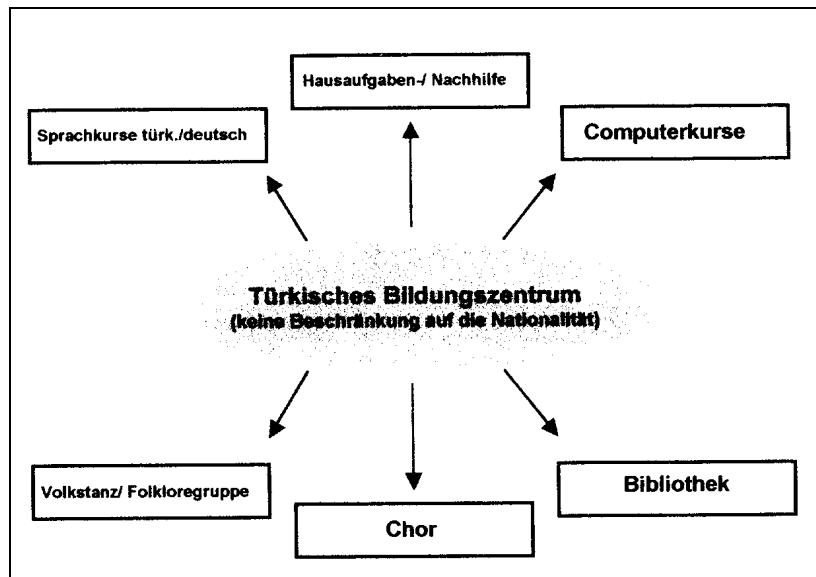 Hausaufgaben-/ Nachhilfe
Sprachkurse türk./deutsch
Computerkurse
Türkisches Bildungszentrum
(keine Beschränkung auf die Nationalität)
Volkstanz/ Folkloregruppe
Chor
Bibliothek